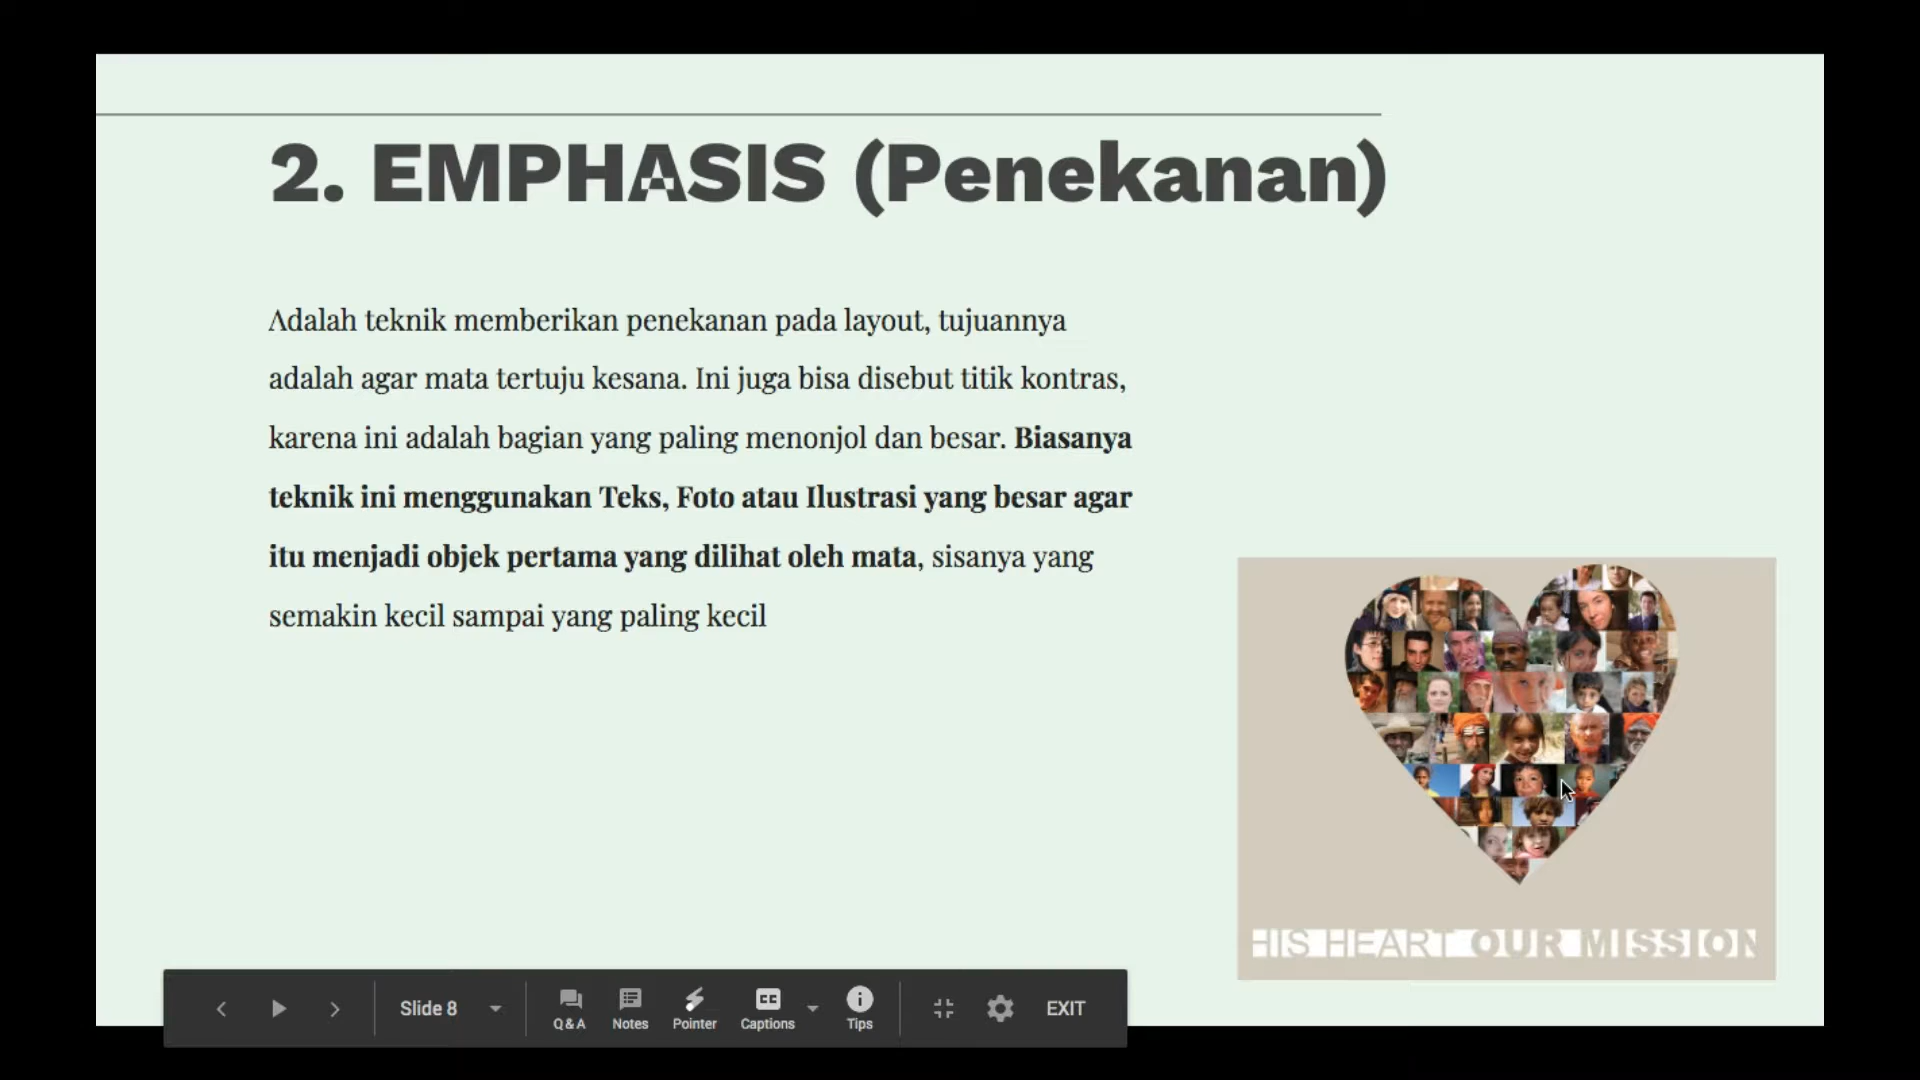 2. EMPHASIS (Penekanan)
Adalah teknik memberikan penekanan pada layout, tujuannya
adalah agar mata tertuju kesana. Ini juga bisa disebut titik kontras,
karena ini adalah bagian yang paling menonjol dan besar. Biasanya
teknik ini menggunakan Teks, Foto atau Ilustrasi yang besar agar
itu menjadi objek pertama yang dilihat oleh mata, sisanya yang
semakin kecil sampai yang paling kecil
HIS HEART OUR MISSION
Slide 8
Q & A
Notes
Pointer
CC
Captions
Tips
EXIT